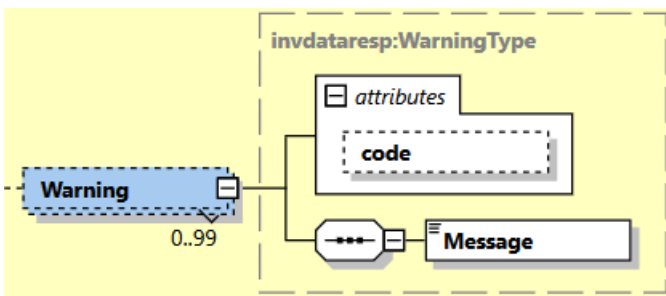 invdataresp:WarningType
attributes
code
Warning
0..99
Message